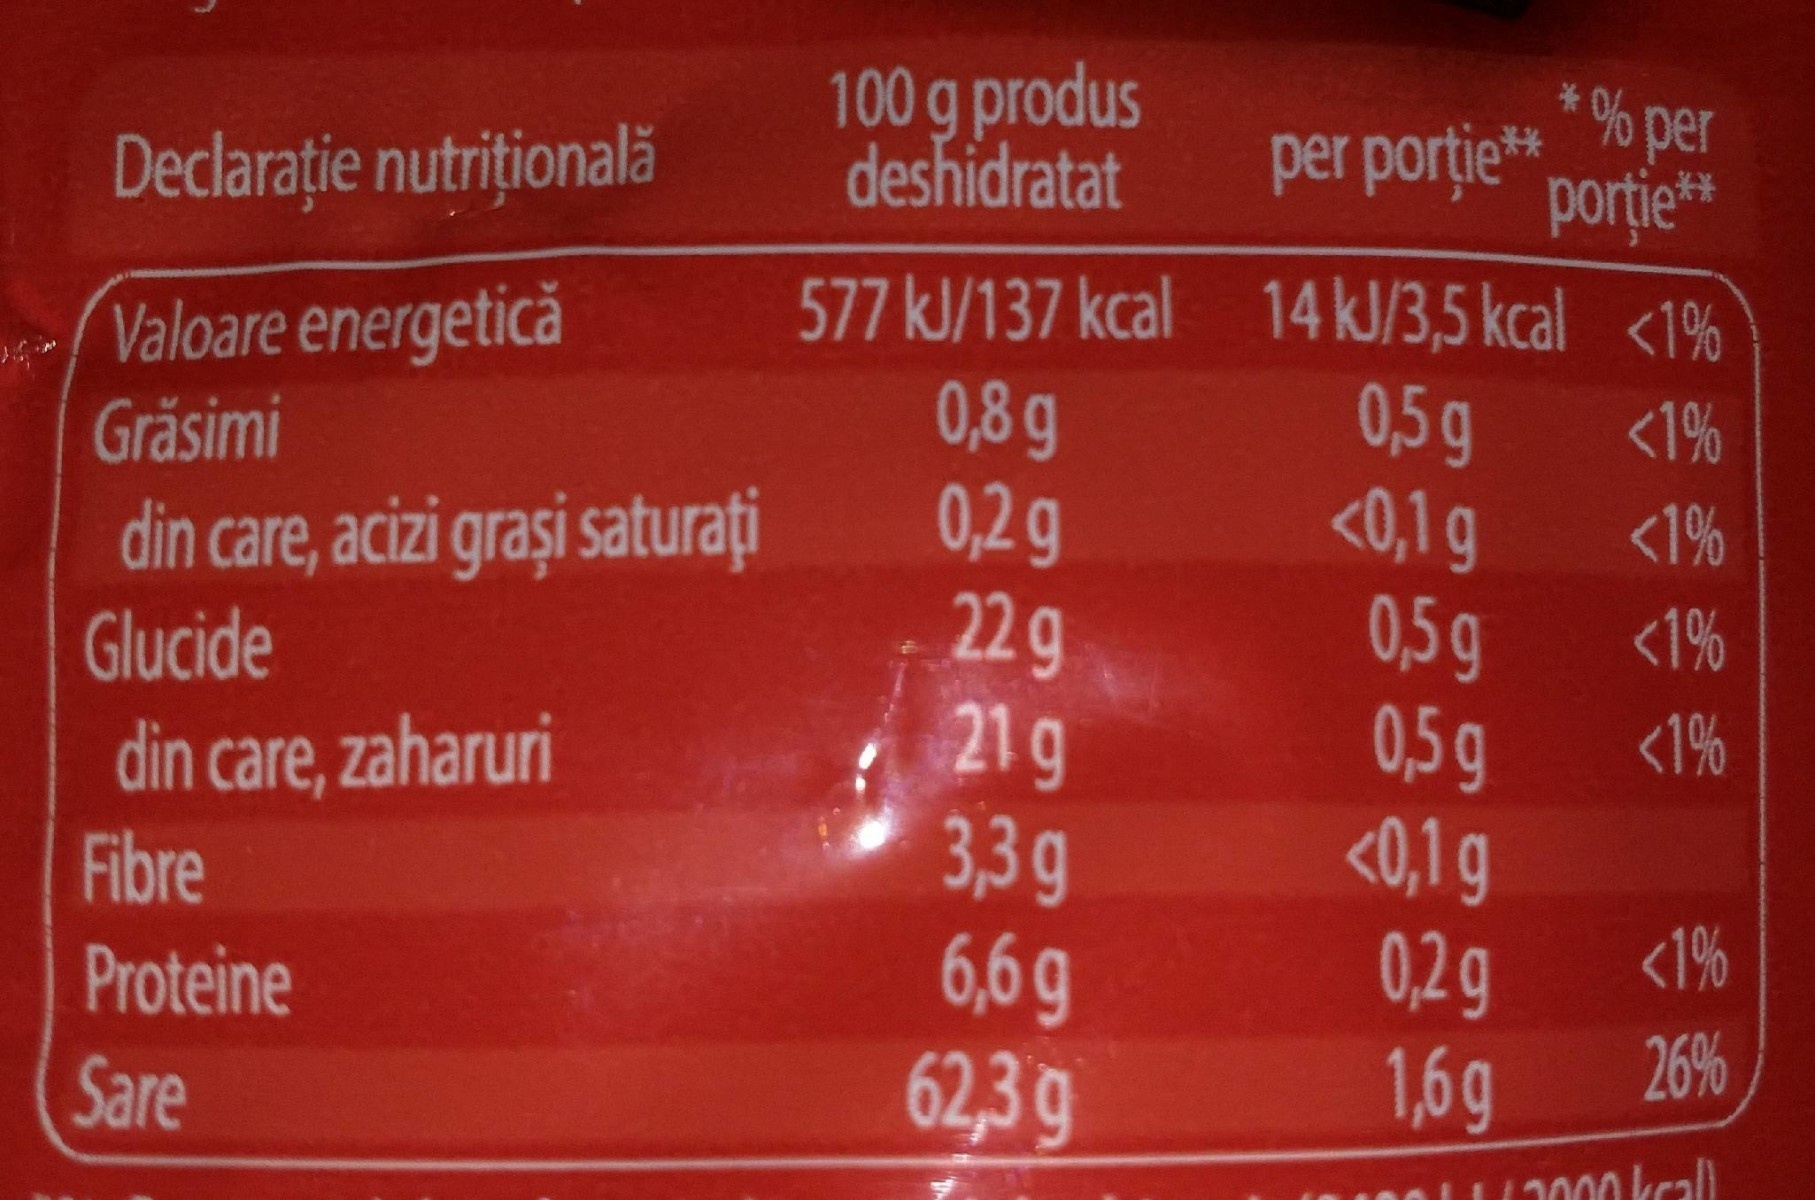 Declarație nutrițională 100 g produs deshidratat per porție** *% per porție**
Valoare energetică 577 kJ/137 kcal 14 kJ/3,5 kcal <1%
Grăsimi 0,8 g 0,5 g <1%
din care, acizi grași saturați 0,2 g <0,1 g <1%
Glucide 22 g 0,5 g <1%
din care, zaharuri 21 g 0,5 g <1%
Fibre 3,3 g <0,1 g
Proteine 6,6 g 0,2 g <1%
Sare 62,3 g 1,6 g 26%
2000 kcal)